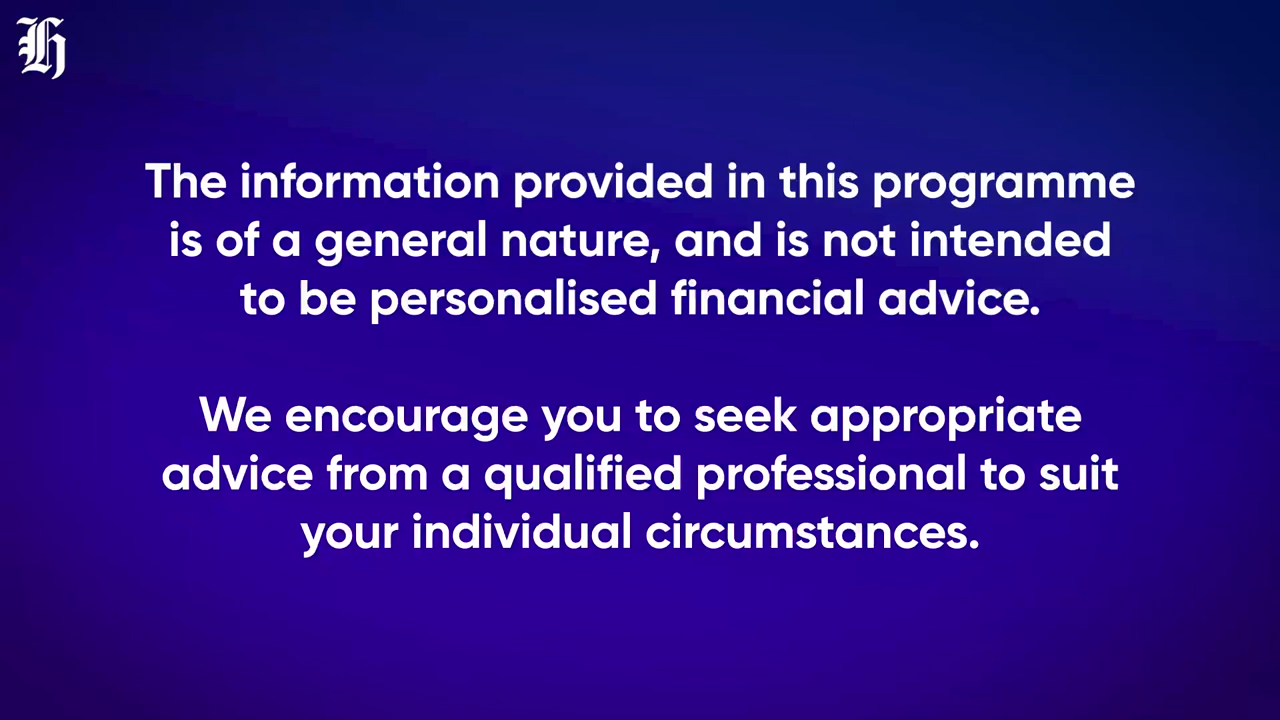 H
The information provided in this programme
is of a general nature, and is not intended
to be personalised financial advice.
We encourage you to seek appropriate
advice from a qualified professional to suit
your individual circumstances.